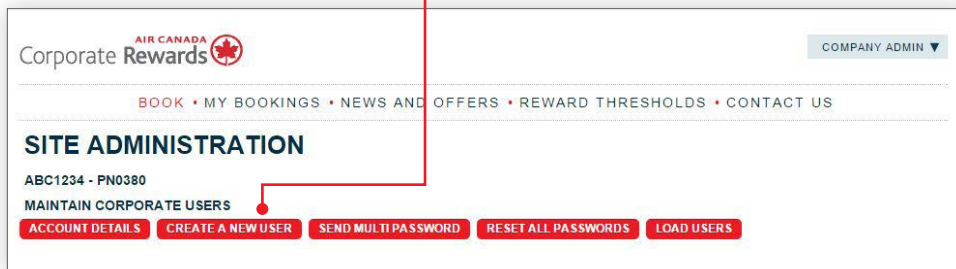 AIR CANADA
Corporate Rewards
COMPANY ADMIN ▼
BOOK • MY BOOKINGS • NEWS AND OFFERS • REWARD THRESHOLDS • CONTACT US
SITE ADMINISTRATION
ABC1234 - PN0380
MAINTAIN CORPORATE USERS
ACCOUNT DETAILS CREATE A NEW USER SEND MULTI PASSWORD RESET ALL PASSWORDS LOAD USERS